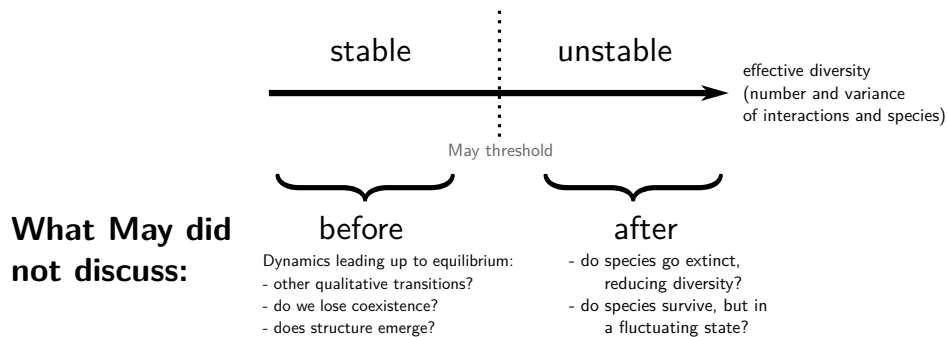 stable
unstable
effective diversity
(number and variance
of interactions and species)
May threshold
What May did
not discuss:
before
Dynamics leading up to equilibrium:
- other qualitative transitions?
- do we lose coexistence?
- does structure emerge?
after
- do species go extinct,
reducing diversity?
- do species survive, but in
a fluctuating state?